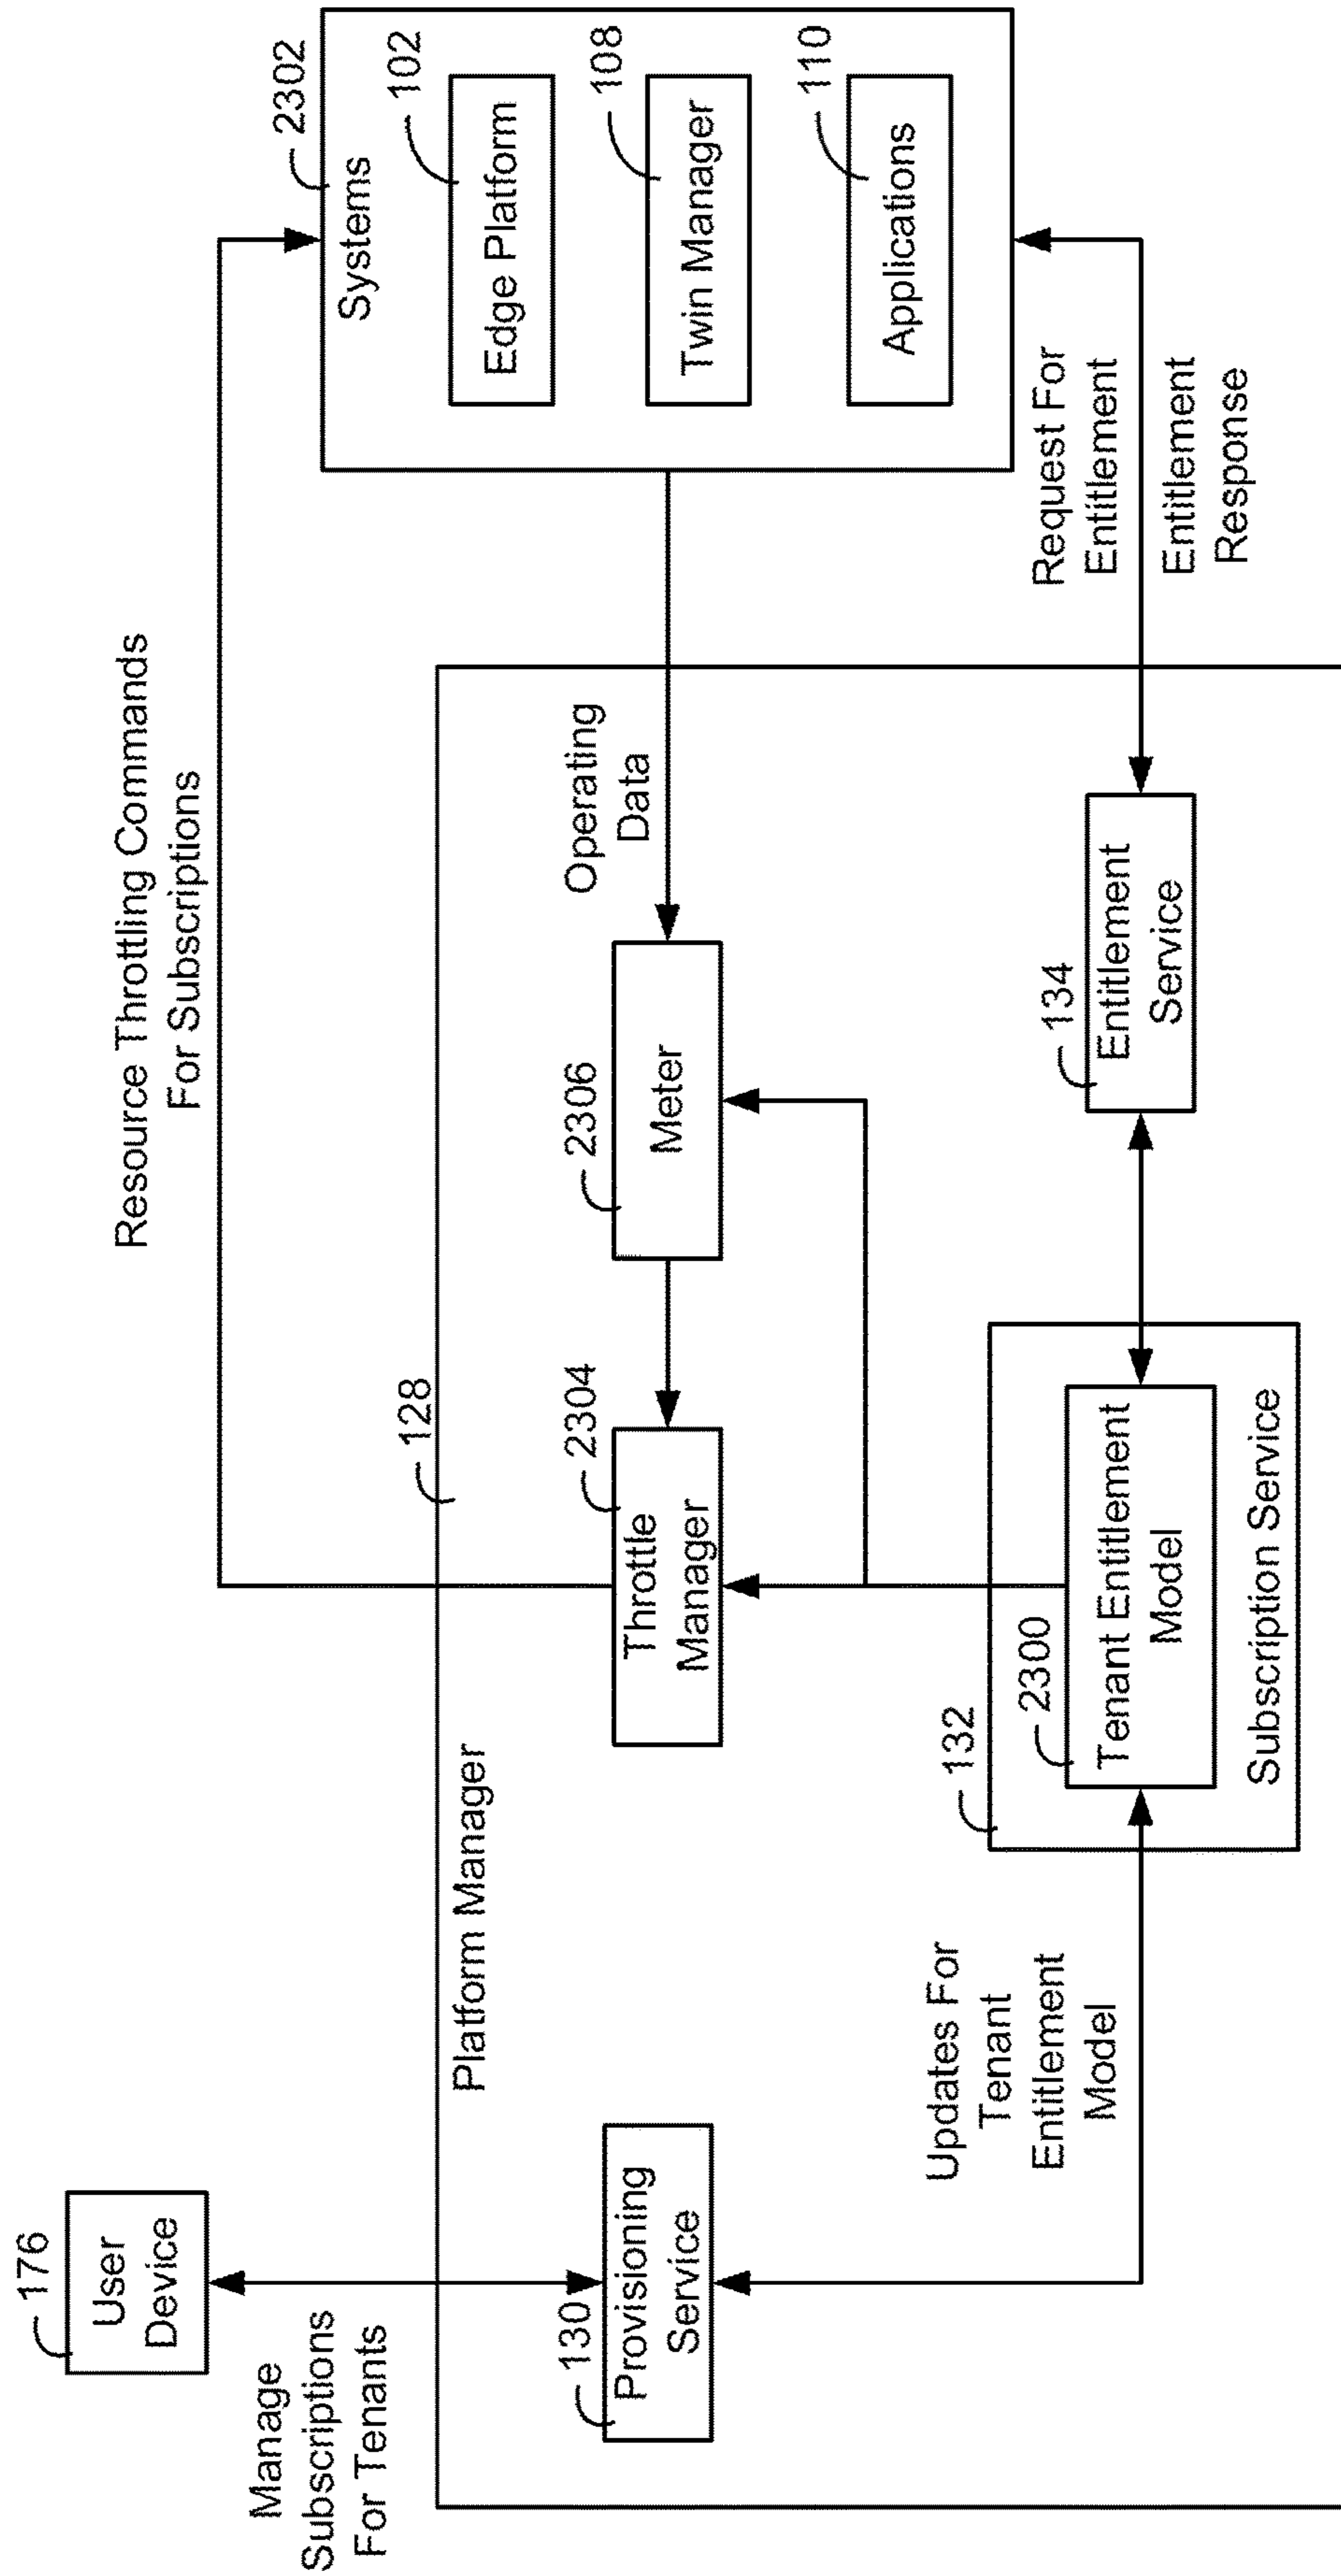 176
User
Device
Manage
Subscriptions
For Tenants
Resource Throttling Commands
For Subscriptions
2302
Systems
102
Edge Platform
108
Twin Manager
110
Applications
Platform Manager
128
130
Provisioning
Service
2304
Throttle
Manager
2306
Meter
Operating
Data
Updates For
Tenant
Entitlement
Model
132
2300
Tenant Entitlement
Model
Subscription Service
134
Entitlement
Service
Request For
Entitlement
Entitlement
Response